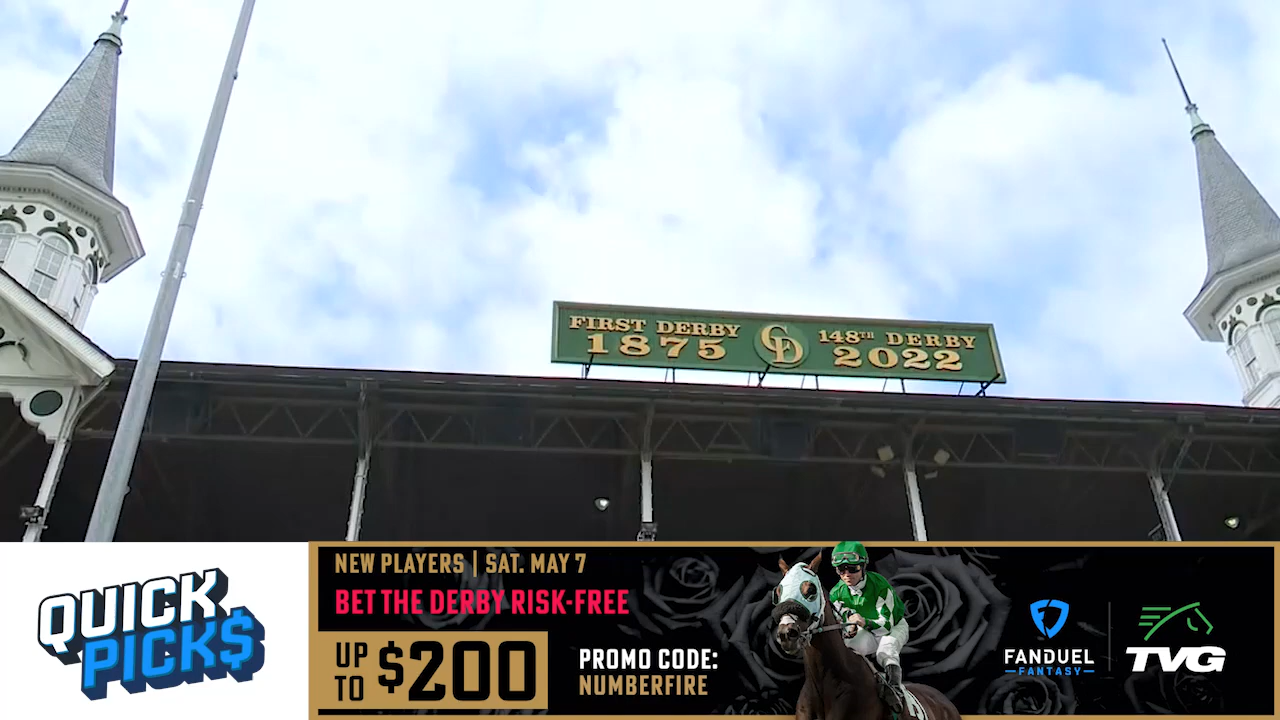 FIRST DERBY
1875
CD
148TH DERBY
2022
QUICK
PICK$
NEW PLAYERS | SAT. MAY 7
BET THE DERBY RISK-FREE
UP TO $200
PROMO CODE:
NUMBERFIRE
FANDUEL
FANTASY
TVG